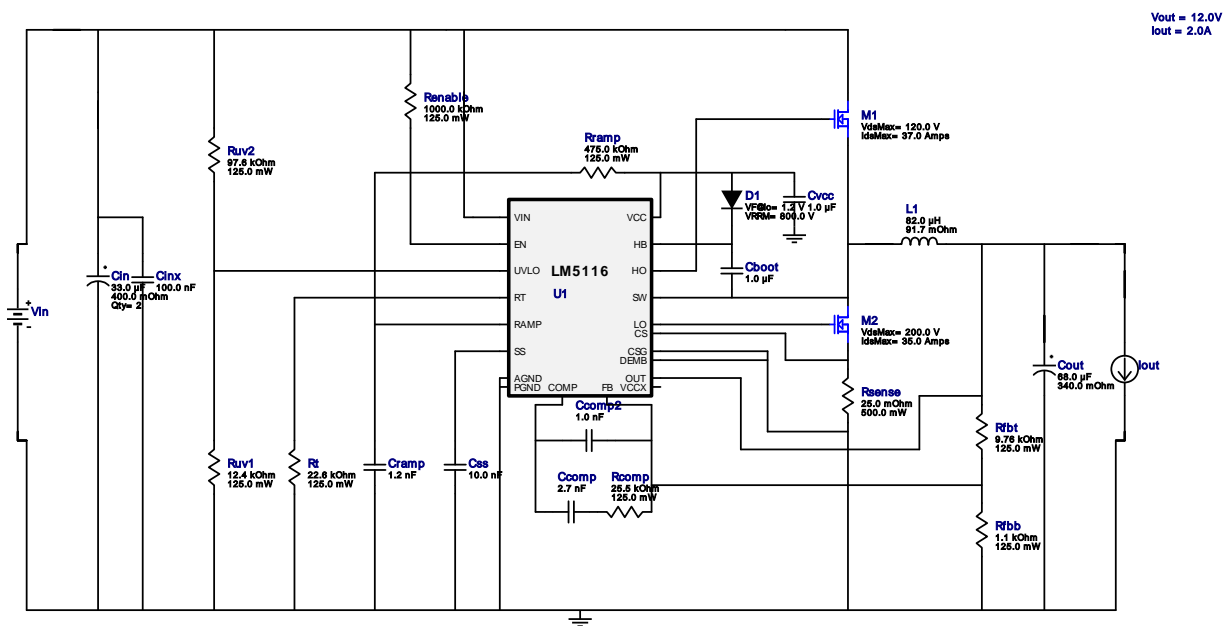 Vout = 12.0V
Iout = 2.0A
Renable
1000.0 kOhm
125.0 mW
M1
VdsMax= 120.0 V
IdsMax= 37.0 Amps
Rramp
475.0 kOhm
125.0 mW
Ruv2
97.6 kOhm
125.0 mW
D1
VRRM= 600.0 V
Cvcc
1.0 µF
L1
82.0 µH
91.7 mOhm
VIN
EN
UVLO
RT
RAMP
SS
AGND
PGND
COMP
FB
VCC
HB
HO
SW
LO
CS
CSG
DEMB
OUT
VCCX
LM5116
U1
Cboot
1.0 µF
Cin
33.0 µF
400.0 mOhm
Qty= 2
Cinx
100.0 nF
Vin
+
-
M2
VdsMax= 200.0 V
IdsMax= 35.0 Amps
Cout
68.0 µF
340.0 mOhm
Iout
Rsense
25.0 mOhm
500.0 mW
Ccomp2
1.0 nF
Rfbt
9.76 kOhm
125.0 mW
Ruv1
12.4 kOhm
125.0 mW
Rt
22.6 kOhm
125.0 mW
Cramp
1.2 nF
Css
10.0 nF
Ccomp
2.7 nF
Rcomp
25.5 kOhm
125.0 mW
Rfbb
1.1 kOhm
125.0 mW